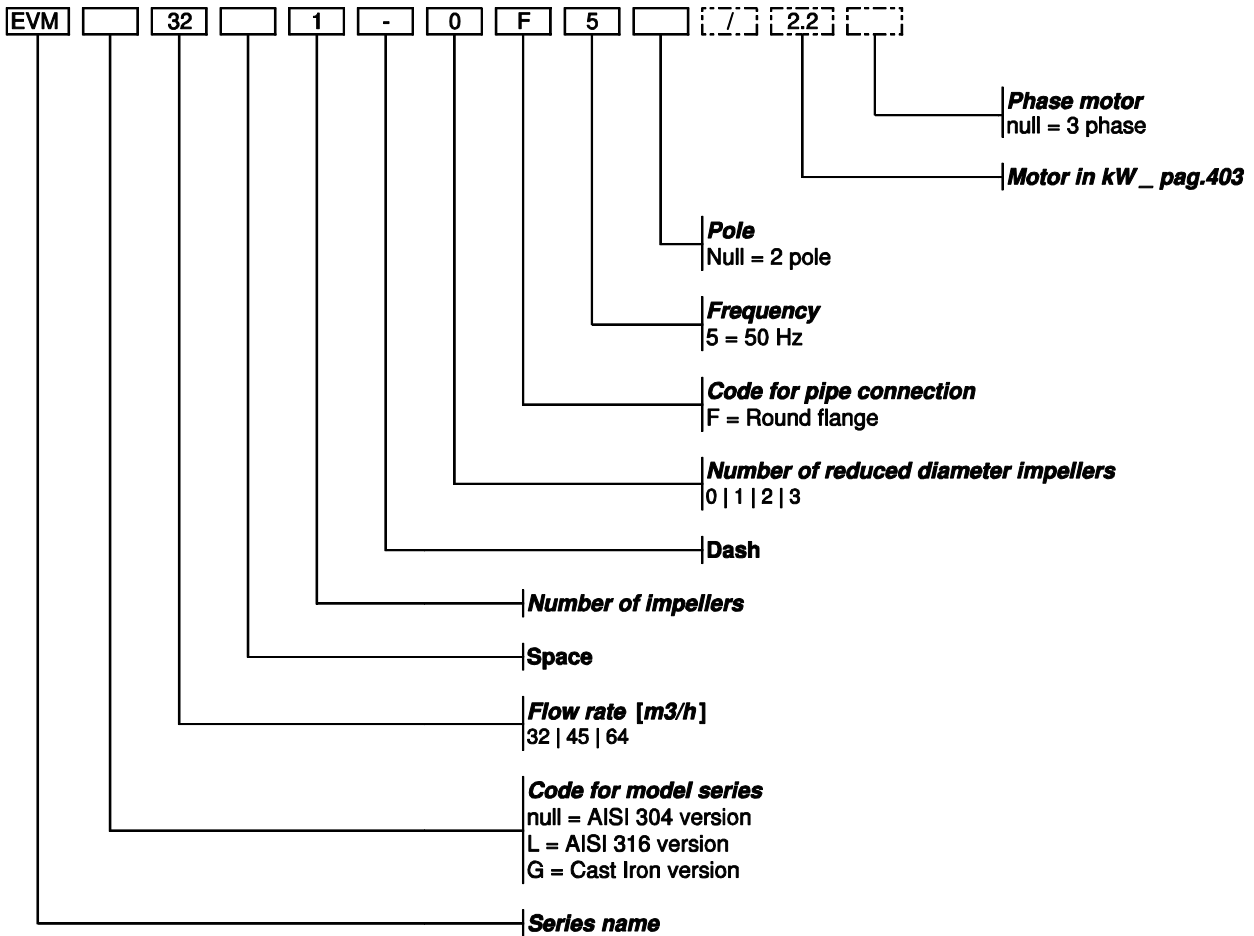 EVM 32 1 - 0 F 5 / 2.2
Phase motor
null = 3 phase
Motor in kW _ pag.403
Pole
Null = 2 pole
Frequency
5 = 50 Hz
Code for pipe connection
F = Round flange
Number of reduced diameter impellers
0 | 1 | 2 | 3
Dash
Number of impellers
Space
Flow rate [m3/h]
32 | 45 | 64
Code for model series
null = AISI 304 version
L = AISI 316 version
G = Cast Iron version
Series name